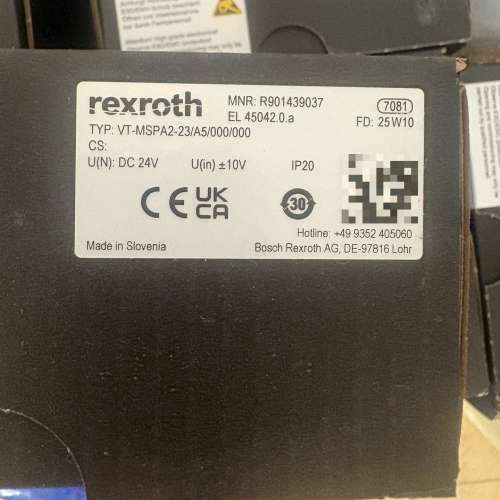 rexroth
MNR: R901439037
7081
EL 45042.0.a
FD: 25W10
TYP: VT-MSPA2-23/A5/000/000
CS:
U(N): DC 24V U(in) ±10V IP20
CE UK CA
30
Hotline: +49 9352 405060
Made in Slovenia
Bosch Rexroth AG, DE-97816 Lohr